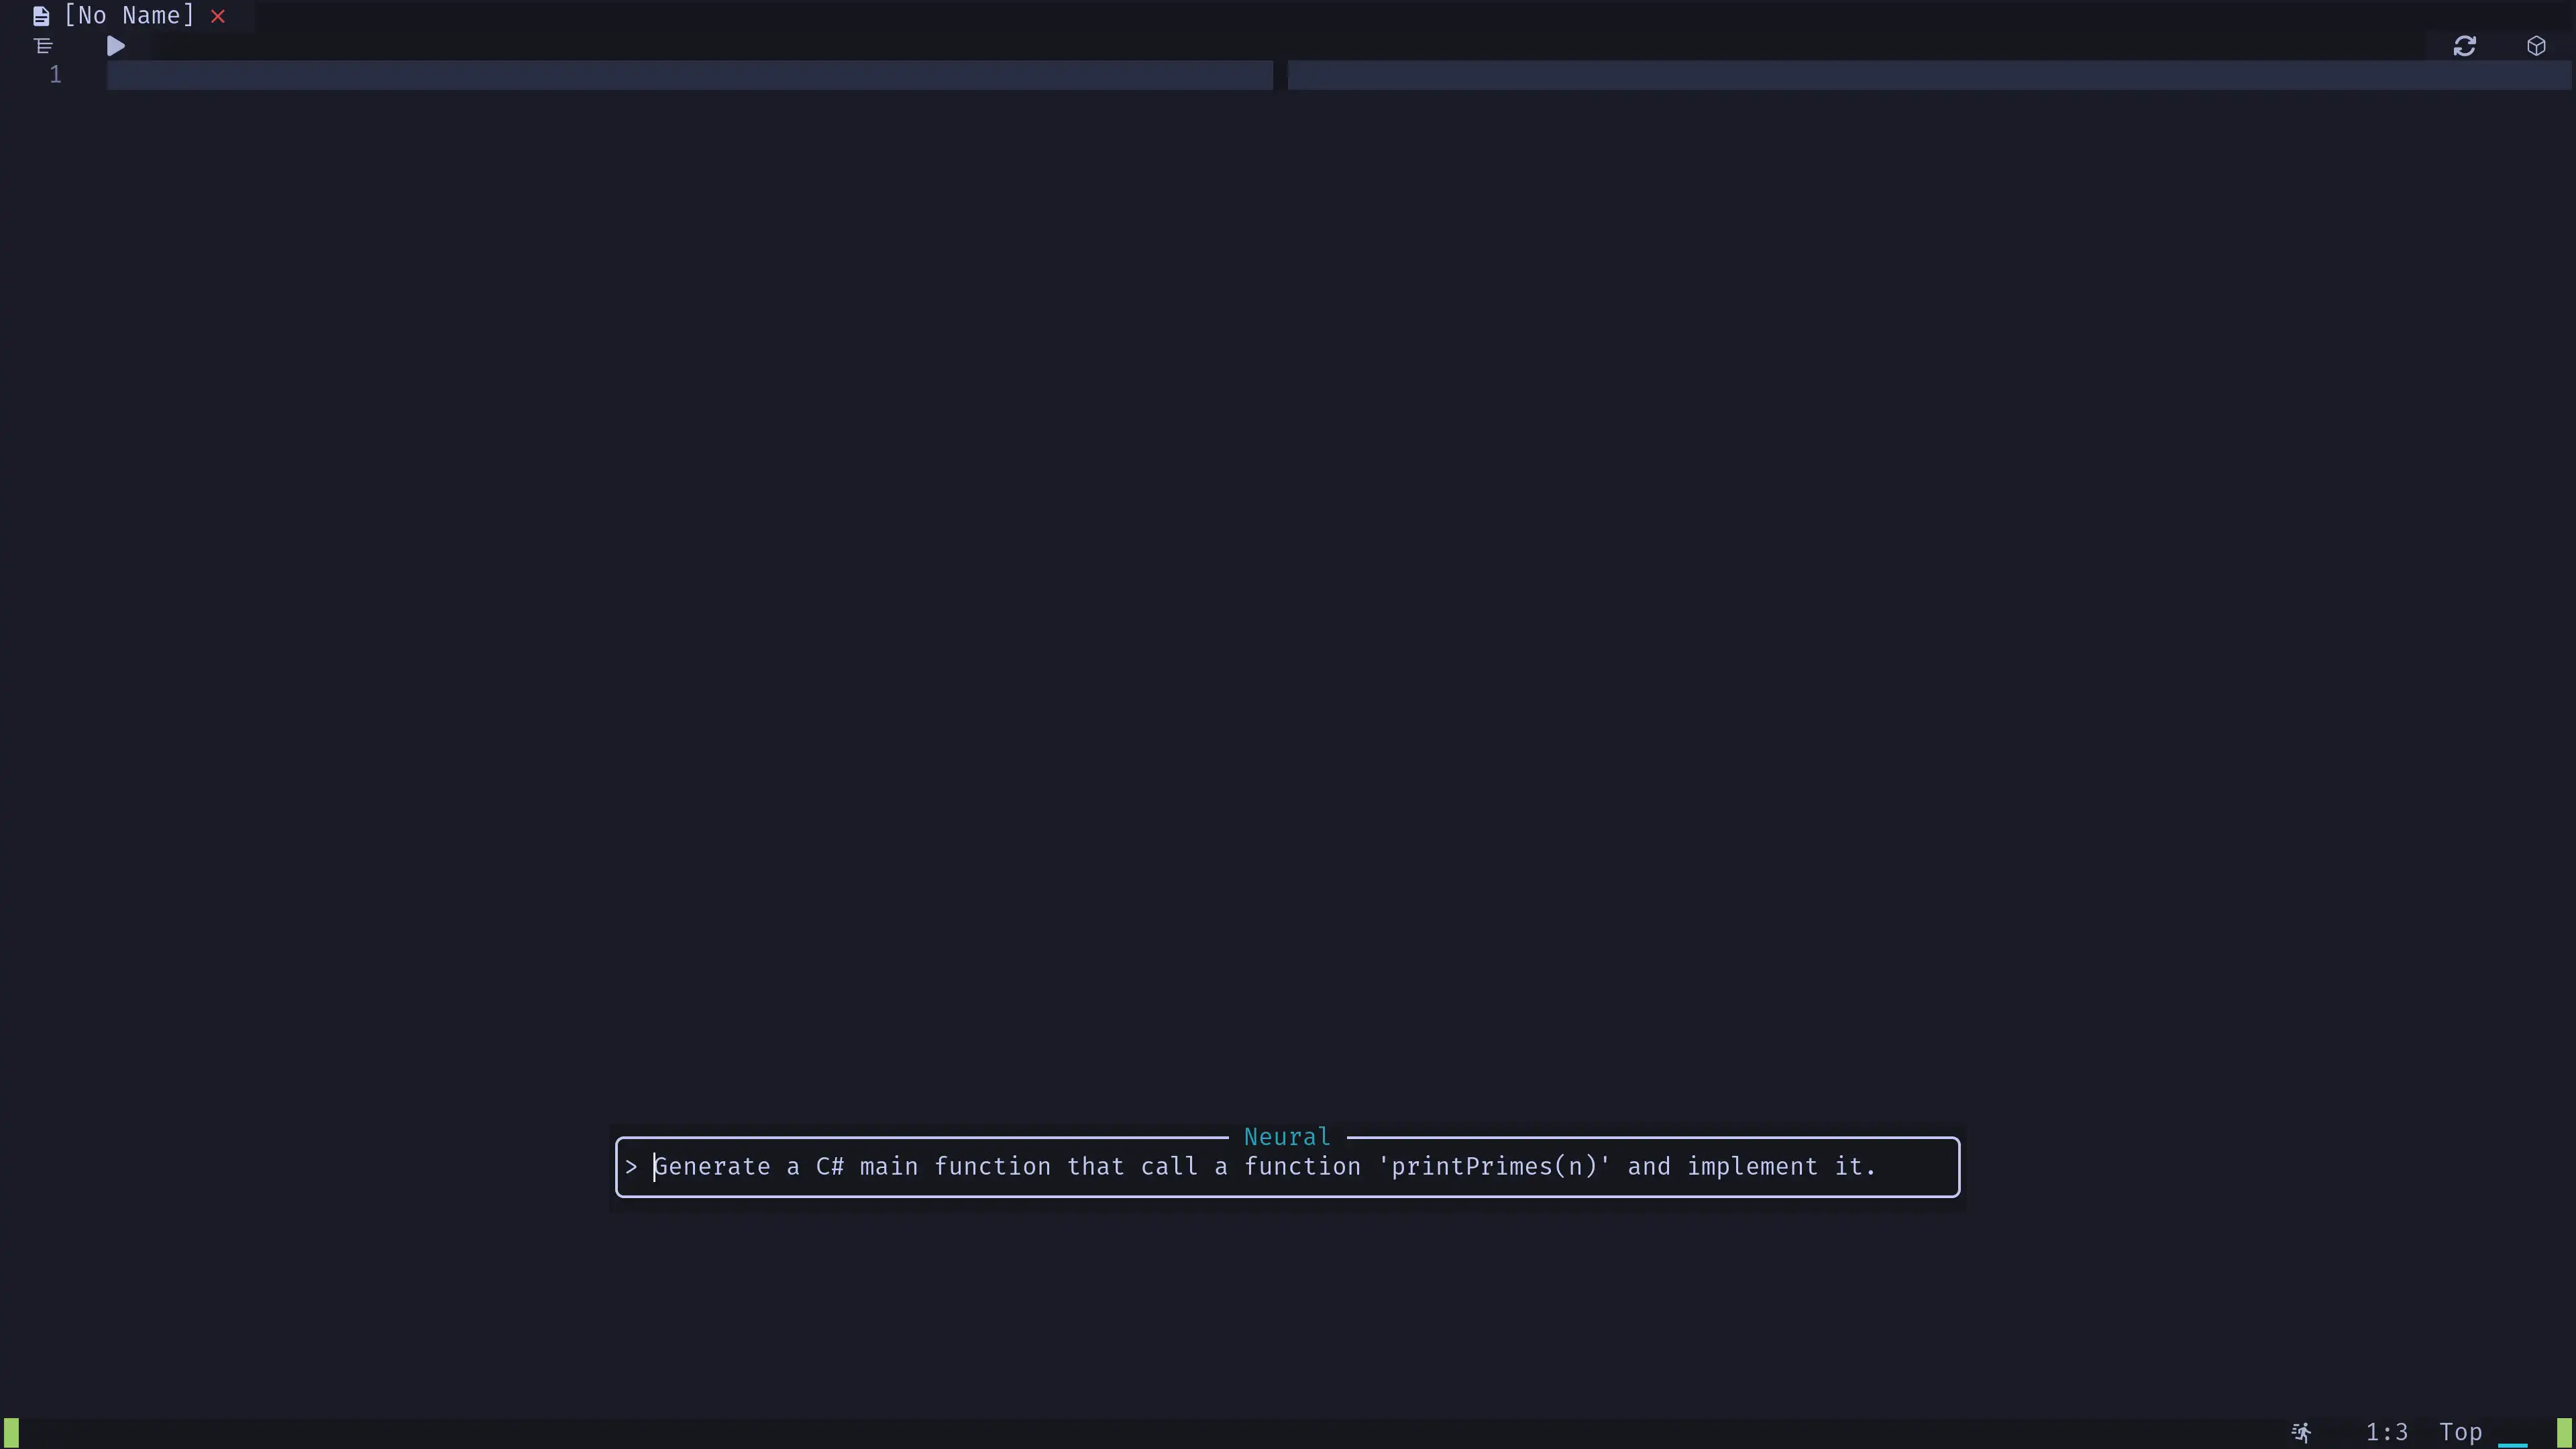 [No Name]
1
Neural
> Generate a C# main function that call a function 'printPrimes(n)' and implement it.
1:3 Top